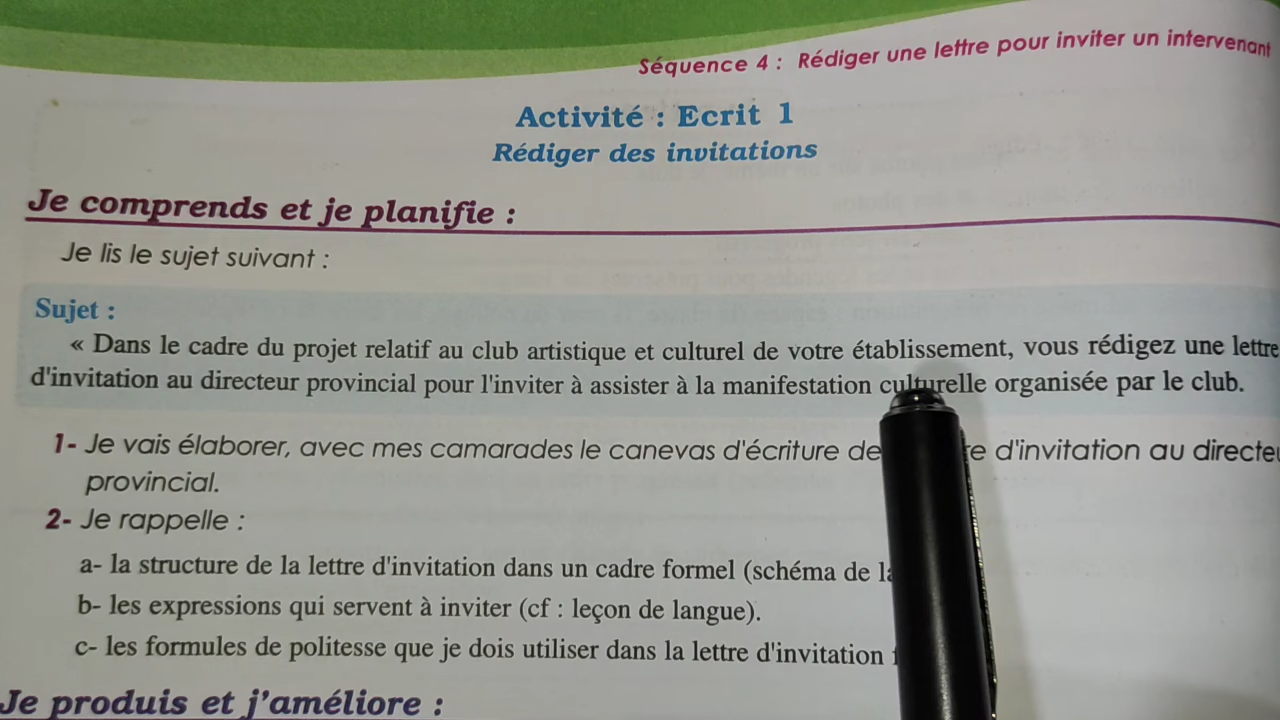 Séquence 4 : Rédiger une lettre pour inviter un intervenant
Activité : Ecrit 1
Rédiger des invitations
Je comprends et je planifie :
Je lis le sujet suivant :
Sujet :
« Dans le cadre du projet relatif au club artistique et culturel de votre établissement, vous rédigez une lettre
d'invitation au directeur provincial pour l'inviter à assister à la manifestation culturelle organisée par le club.
1- Je vais élaborer, avec mes camarades le canevas d'écriture de d'invitation au
provincial.
2- Je rappelle :
a- la structure de la lettre d'invitation dans un cadre formel (schéma de
b- les expressions qui servent à inviter (cf : leçon de langue).
c- les formules de politesse que je dois utiliser dans la lettre d'invitation
Je produis et j'améliore :